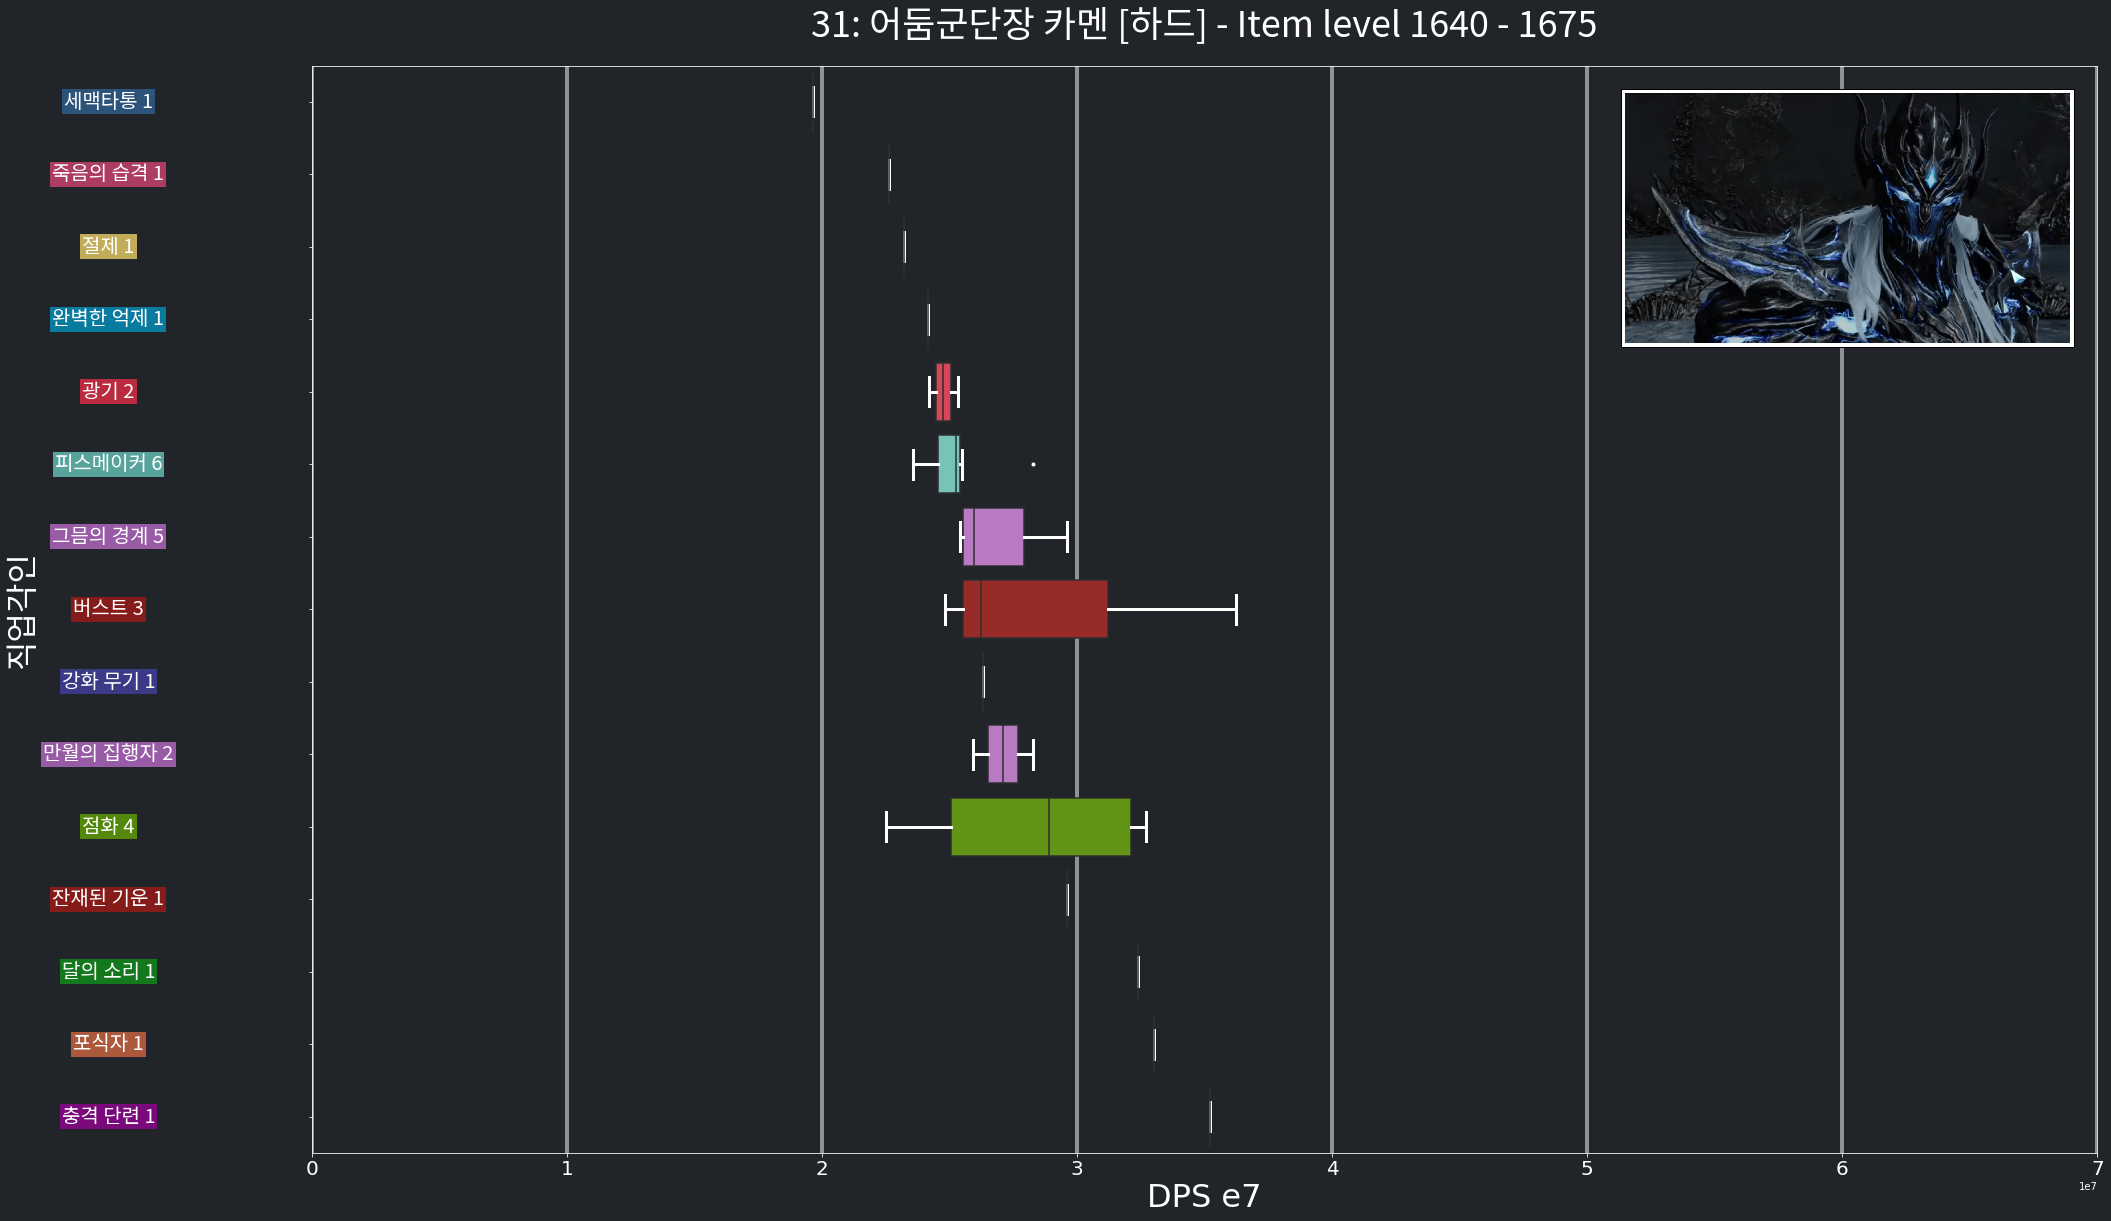 31: 어둠군단장 카멘 [하드] - Item level 1640 - 1675
직업각인
세맥타통 1
죽음의 습격 1
절제 1
완벽한 억제 1
광기 2
피스메이커 6
그믐의 경계 5
버스트 3
강화 무기 1
만월의 집행자 2
점화 4
잔재된 기운 1
달의 소리 1
포식자 1
충격 단련 1
0 1 2 3 4 5 6 7
1e7
DPS e7